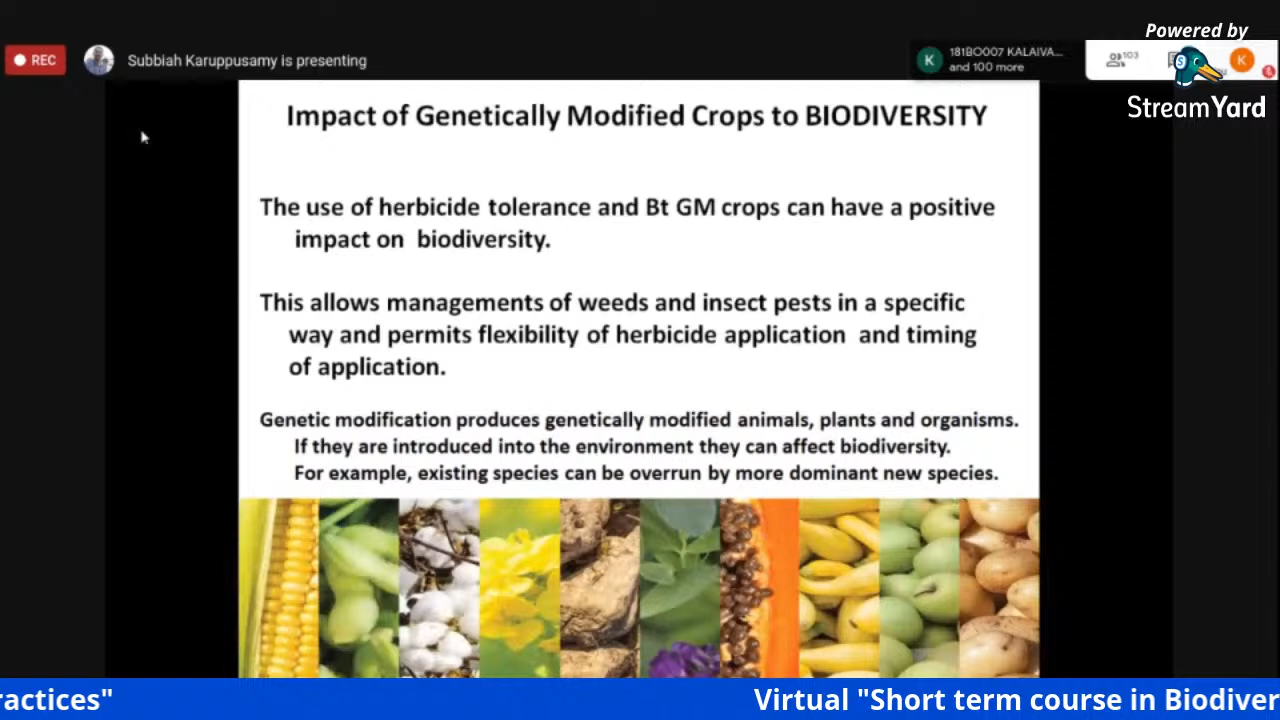 Powered by
REC
Subbiah Karuppusamy is presenting
K
181BO007 KALAIVA...
and 100 more
103
K
S
StreamYard
Impact of Genetically Modified Crops to BIODIVERSITY
The use of herbicide tolerance and Bt GM crops can have a positive
impact on biodiversity.
This allows managements of weeds and insect pests in a specific
way and permits flexibility of herbicide application and timing
of application.
Genetic modification produces genetically modified animals, plants and organisms.
If they are introduced into the environment they can affect biodiversity.
For example, existing species can be overrun by more dominant new species.
ractices" Virtual "Short term course in Biodiver